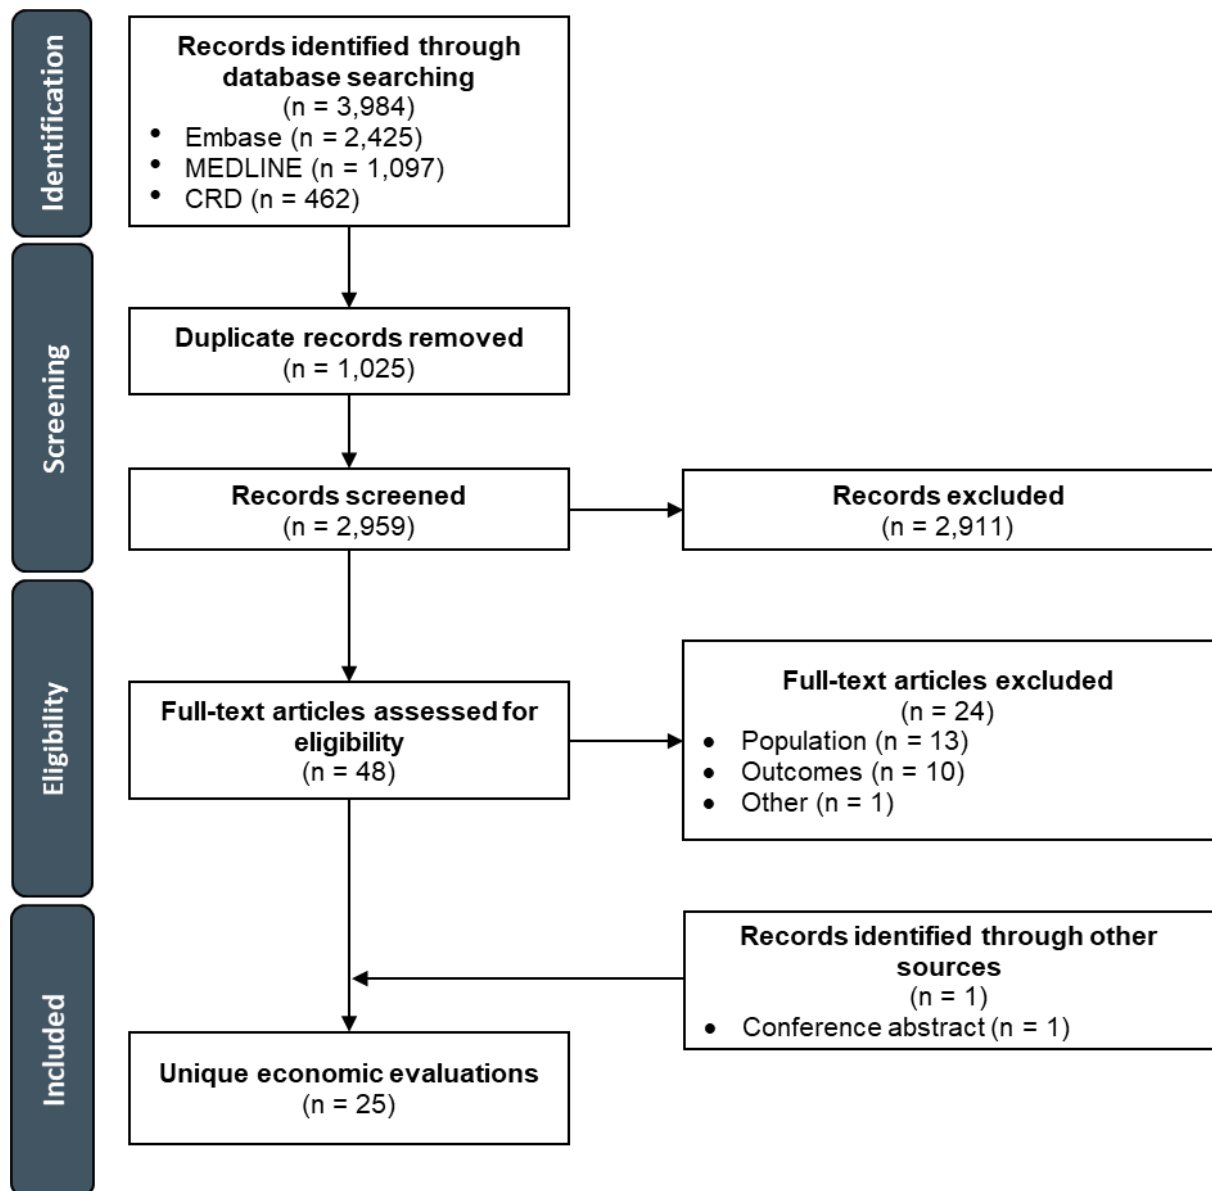 Identification
Records identified through
database searching
(n = 3,984)
• Embase (n = 2,425)
• MEDLINE (n = 1,097)
• CRD (n = 462)
Screening
Duplicate records removed
(n = 1,025)
Records screened
(n = 2,959)
Records excluded
(n = 2,911)
Eligibility
Full-text articles assessed for
eligibility
(n = 48)
Full-text articles excluded
(n = 24)
• Population (n = 13)
• Outcomes (n = 10)
• Other (n = 1)
Included
Records identified through other
sources
(n = 1)
• Conference abstract (n = 1)
Unique economic evaluations
(n = 25)